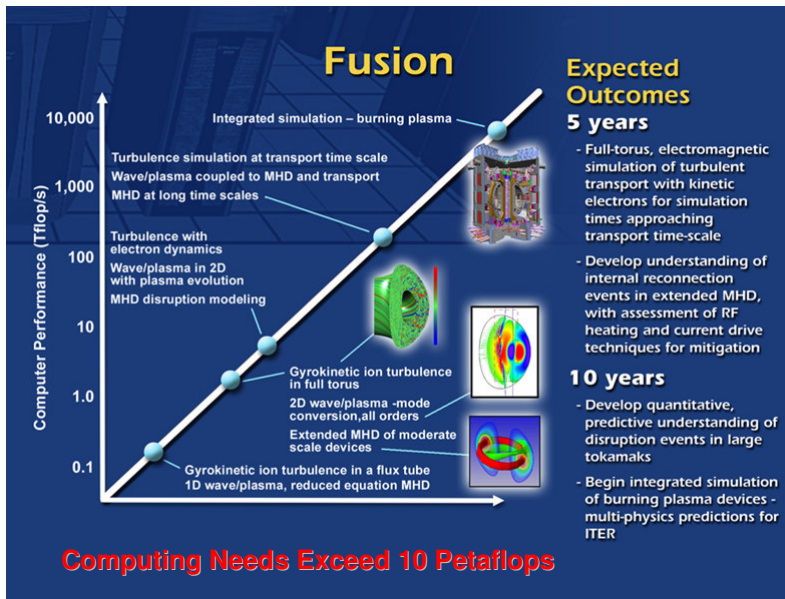 Fusion
Computer Performance (Tflop/s)
10,000
1,000
100
10
1.0
0.1
Integrated simulation – burning plasma
Turbulence simulation at transport time scale
Wave/plasma coupled to MHD and transport
MHD at long time scales
Turbulence with
electron dynamics
Wave/plasma in 2D
with plasma evolution
MHD disruption modeling
Gyrokinetic ion turbulence
in full torus
2D wave/plasma -mode
conversion,all orders
Extended MHD of moderate
scale devices
Gyrokinetic ion turbulence in a flux tube
1D wave/plasma, reduced equation MHD
Expected
Outcomes
5 years
- Full-torus, electromagnetic
simulation of turbulent
transport with kinetic
electrons for simulation
times approaching
transport time-scale
- Develop understanding of
internal reconnection
events in extended MHD,
with assessment of RF
heating and current drive
techniques for mitigation
10 years
- Develop quantitative,
predictive understanding of
disruption events in large
tokamaks
- Begin integrated simulation
of burning plasma devices -
multi-physics predictions for
ITER
Computing Needs Exceed 10 Petaflops